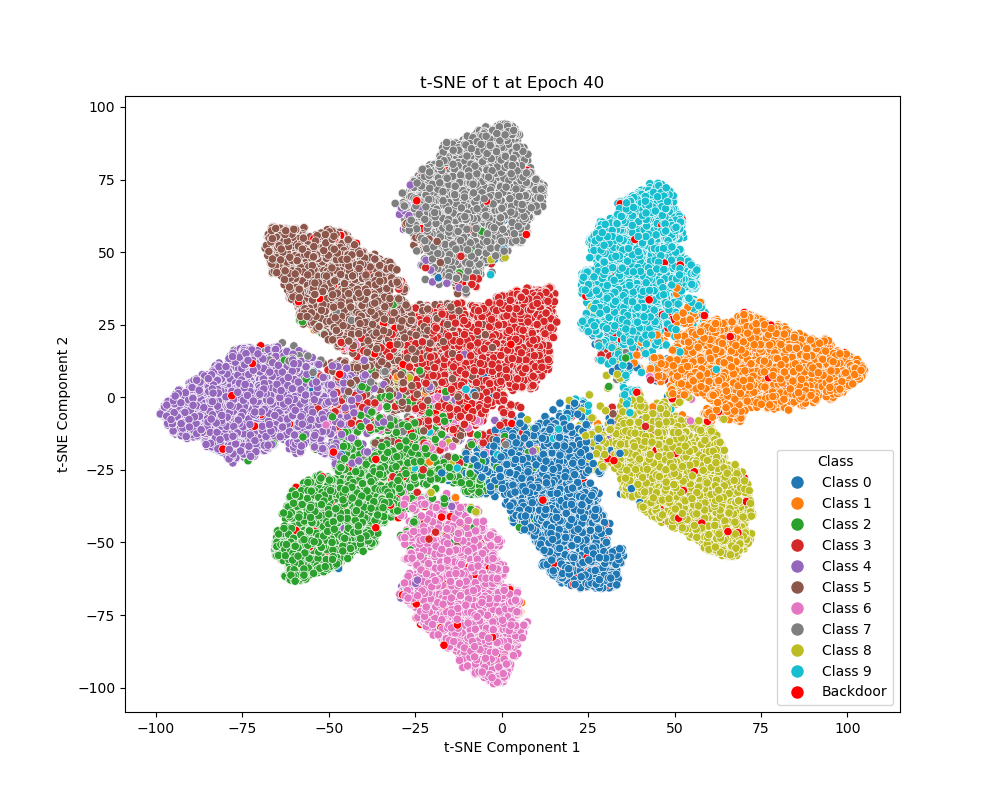 t-SNE of t at Epoch 40
t-SNE Component 2
100
75
50
25
0
−25
−50
−75
−100
−100
−75
−50
−25
0
25
50
75
100
t-SNE Component 1
Class
Class 0
Class 1
Class 2
Class 3
Class 4
Class 5
Class 6
Class 7
Class 8
Class 9
Backdoor